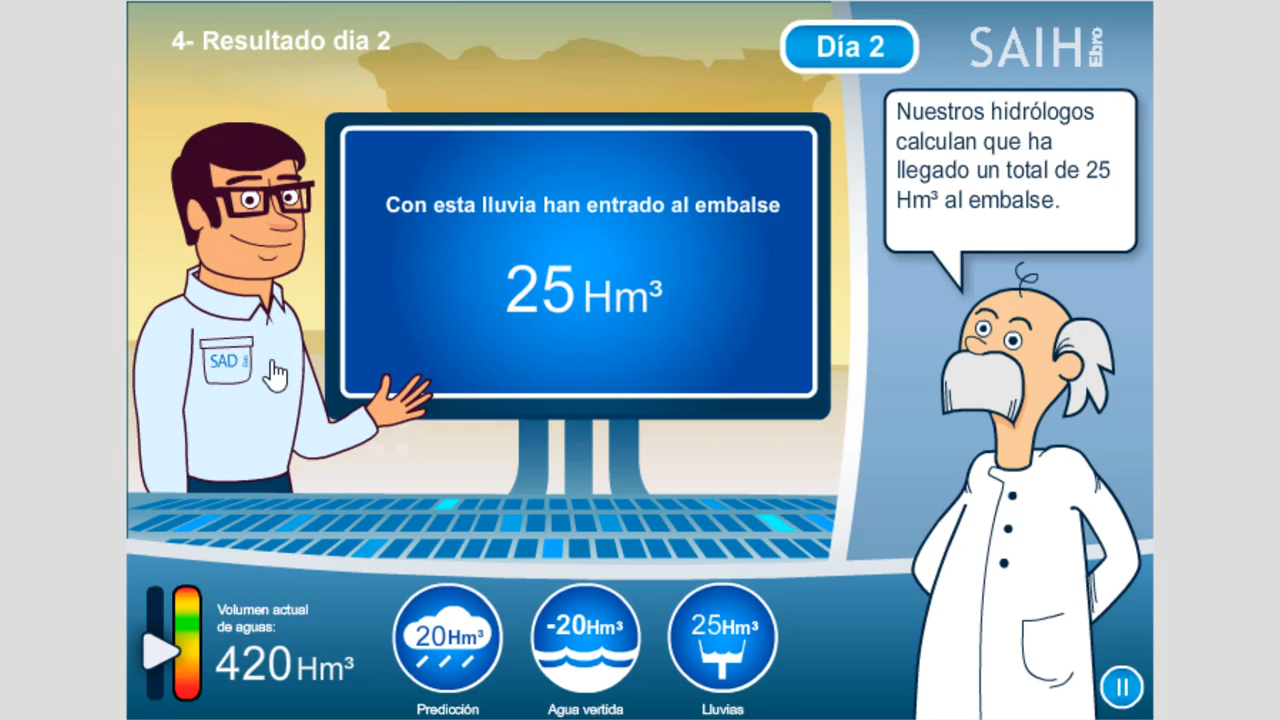 4- Resultado dia 2
Día 2
SAIH Ebro
Nuestros hidrólogos
calculan que ha
llegado un total de 25
Hm³ al embalse.
Con esta lluvia han entrado al embalse
25 Hm³
SAD
Volumen actual
de aguas:
420 Hm³
20Hm³
Predicción
-20Hm³
Agua vertida
25Hm³
Lluvias